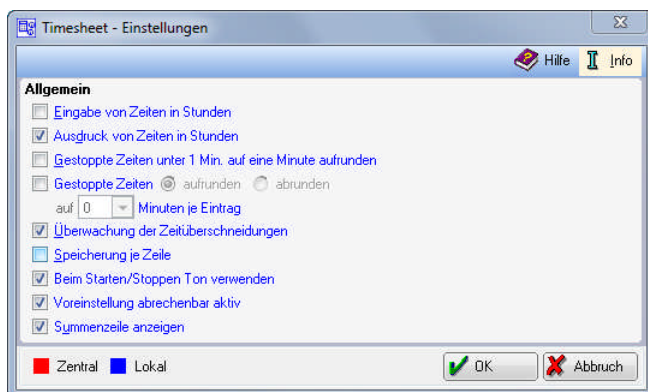 Timesheet - Einstellungen
Hilfe Info
Allgemein
Eingabe von Zeiten in Stunden
Ausdruck von Zeiten in Stunden
Gestoppte Zeiten unter 1 Min. auf eine Minute aufrunden
Gestoppte Zeiten aufrunden abrunden
auf 0 Minuten je Eintrag
Überwachung der Zeitüberschneidungen
Speicherung je Zeile
Beim Starten/Stoppen Ton verwenden
Voreinstellung abrechenbar aktiv
Summenzeile anzeigen
Zentral Lokal OK Abbruch